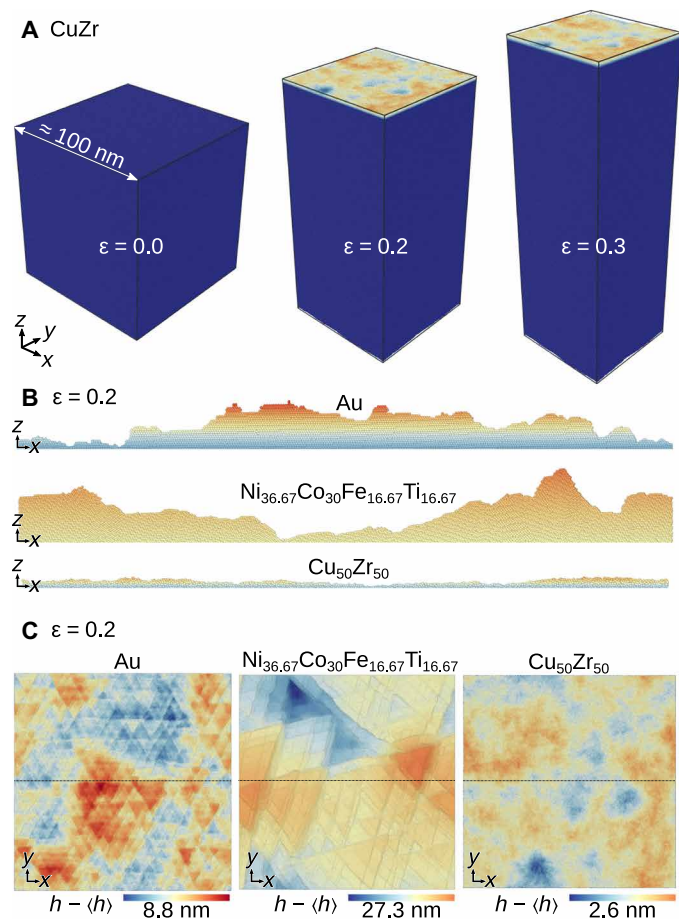 A CuZr
≈ 100 nm
ε = 0.0
ε = 0.2
ε = 0.3
z
y
x
B ε = 0.2
Au
z
x
Ni36.67Co30Fe16.67Ti16.67
z
x
Cu50Zr50
z
x
C ε = 0.2
Au
Ni36.67Co30Fe16.67Ti16.67
Cu50Zr50
y
x
y
x
y
x
h − ⟨h⟩ 8.8 nm
h − ⟨h⟩ 27.3 nm
h − ⟨h⟩ 2.6 nm